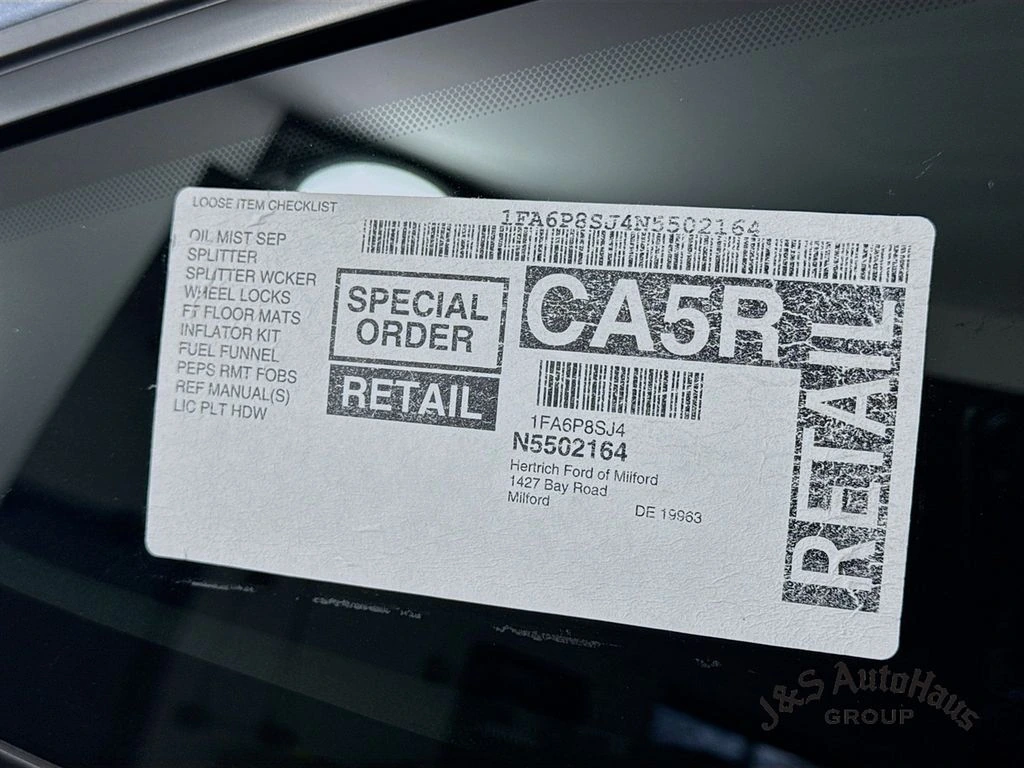 LOOSE ITEM CHECKLIST
1FA6P8SJ4N5502164
OIL MIST SEP
SPLITTER
SPLITTER WCKER
WHEEL LOCKS
FT FLOOR MATS
INFLATOR KIT
FUEL FUNNEL
PEPS RMT FOBS
REF MANUAL(S)
LIC PLT HDW
SPECIAL
ORDER
RETAIL
CA5R
RETAIL
1FA6P8SJ4
N5502164
Hertrich Ford of Milford
1427 Bay Road
Milford DE 19963
J&S AutoHaus
GROUP